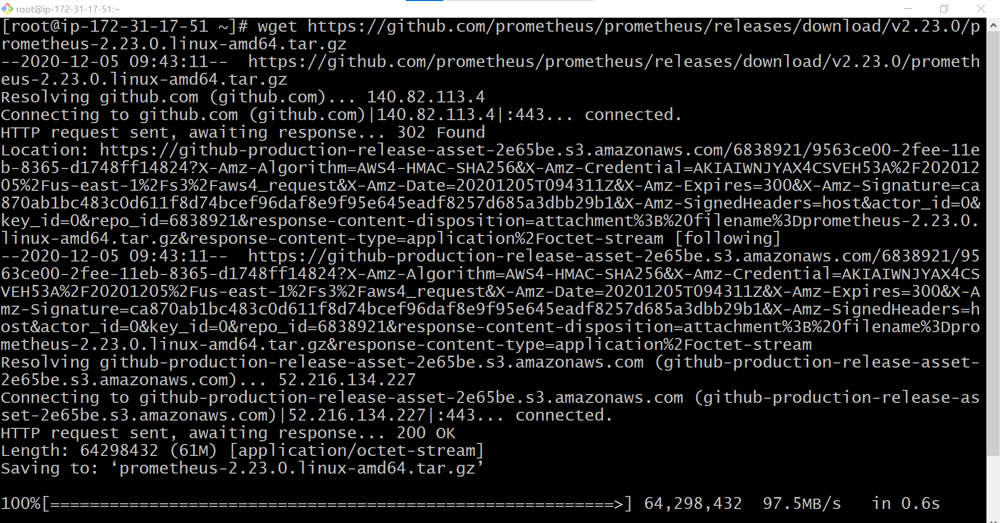 root@ip-172-31-17-51:~
[root@ip-172-31-17-51 ~]# wget https://github.com/prometheus/prometheus/releases/download/v2.23.0/p
rometheus-2.23.0.linux-amd64.tar.gz
--2020-12-05 09:43:11--  https://github.com/prometheus/prometheus/releases/download/v2.23.0/prometh
eus-2.23.0.linux-amd64.tar.gz
Resolving github.com (github.com)... 140.82.113.4
Connecting to github.com (github.com)|140.82.113.4|:443... connected.
HTTP request sent, awaiting response... 302 Found
Location: https://github-production-release-asset-2e65be.s3.amazonaws.com/6838921/9563ce00-2fee-11e
b-8365-d1748ff14824?X-Amz-Algorithm=AWS4-HMAC-SHA256&X-Amz-Credential=AKIAIWNJYAX4CSVEH53A%2F202012
05%2Fus-east-1%2Fs3%2Faws4_request&X-Amz-Date=20201205T094311Z&X-Amz-Expires=300&X-Amz-Signature=ca
870ab1bc483c0d611f8d74bcef96daf8e9f95e645eadf8257d685a3dbb29b1&X-Amz-SignedHeaders=host&actor_id=0&
key_id=0&repo_id=6838921&response-content-disposition=attachment%3B%20filename%3Dprometheus-2.23.0.
linux-amd64.tar.gz&response-content-type=application%2Foctet-stream [following]
--2020-12-05 09:43:11--  https://github-production-release-asset-2e65be.s3.amazonaws.com/6838921/95
63ce00-2fee-11eb-8365-d1748ff14824?X-Amz-Algorithm=AWS4-HMAC-SHA256&X-Amz-Credential=AKIAIWNJYAX4CS
VEH53A%2F20201205%2Fus-east-1%2Fs3%2Faws4_request&X-Amz-Date=20201205T094311Z&X-Amz-Expires=300&X-A
mz-Signature=ca870ab1bc483c0d611f8d74bcef96daf8e9f95e645eadf8257d685a3dbb29b1&X-Amz-SignedHeaders=h
ost&actor_id=0&key_id=0&repo_id=6838921&response-content-disposition=attachment%3B%20filename%3Dpro
metheus-2.23.0.linux-amd64.tar.gz&response-content-type=application%2Foctet-stream
Resolving github-production-release-asset-2e65be.s3.amazonaws.com (github-production-release-asset-
2e65be.s3.amazonaws.com)... 52.216.134.227
Connecting to github-production-release-asset-2e65be.s3.amazonaws.com (github-production-release-as
set-2e65be.s3.amazonaws.com)|52.216.134.227|:443... connected.
HTTP request sent, awaiting response... 200 OK
Length: 64298432 (61M) [application/octet-stream]
Saving to: ‘prometheus-2.23.0.linux-amd64.tar.gz’
100%[=========================================================>] 64,298,432  97.5MB/s   in 0.6s